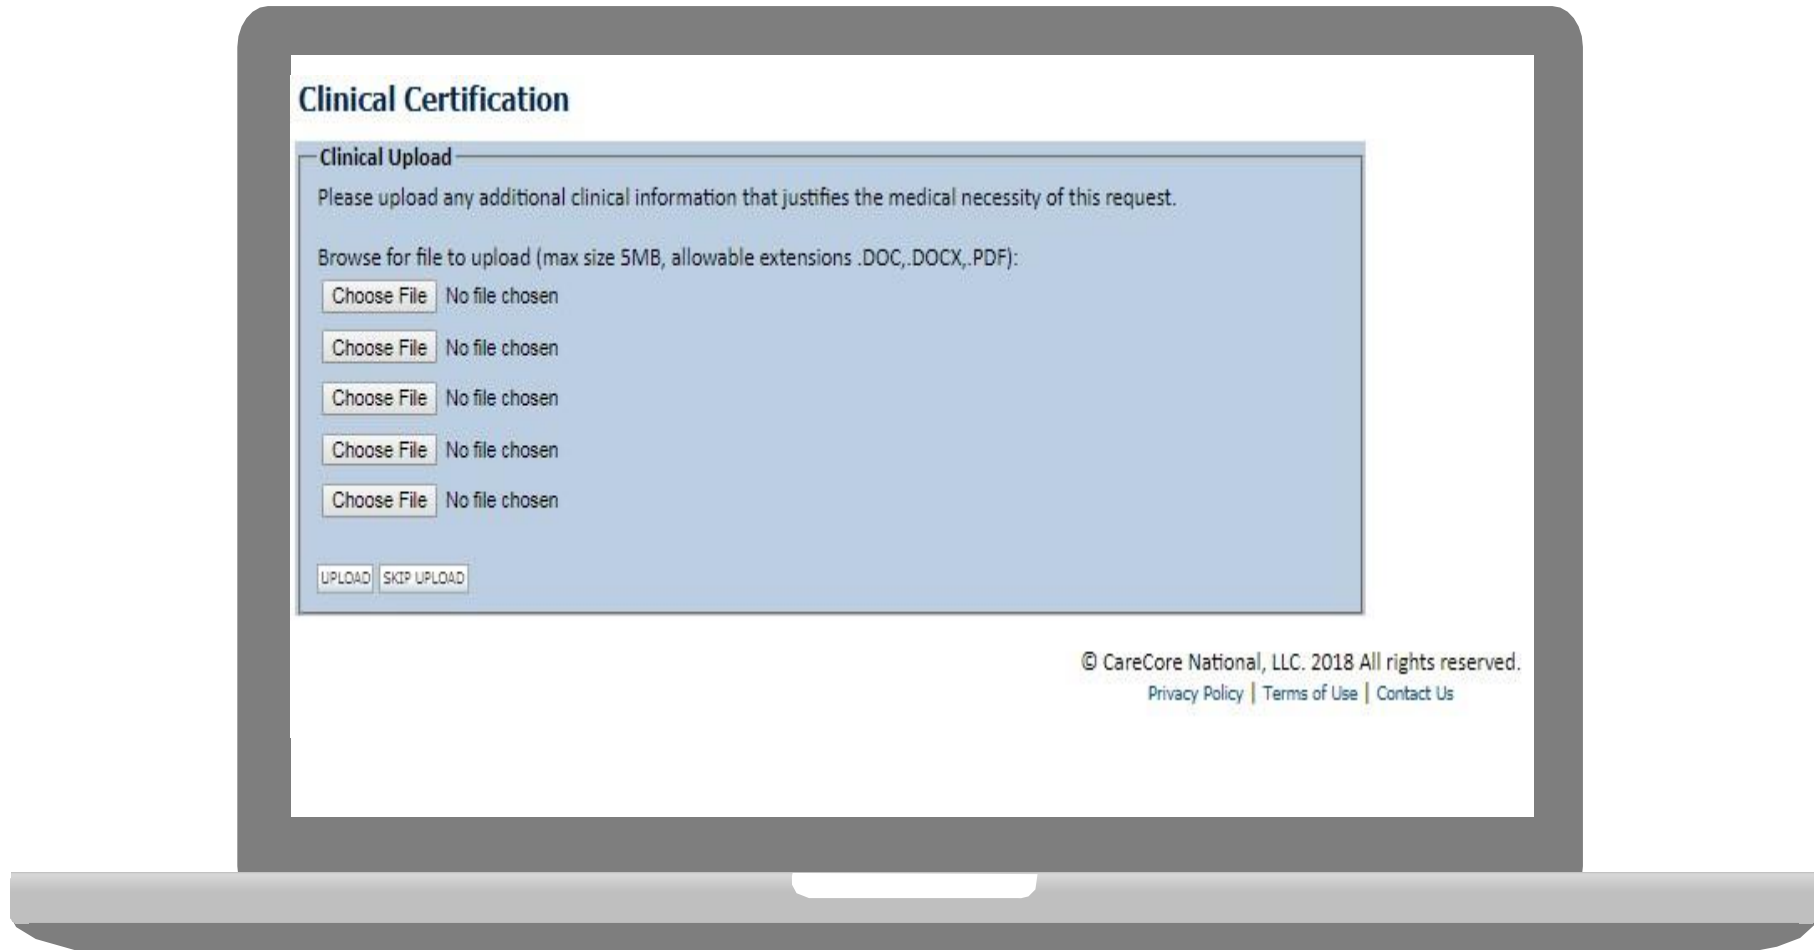 Clinical Certification
Clinical Upload
Please upload any additional clinical information that justifies the medical necessity of this request.
Browse for file to upload (max size 5MB, allowable extensions .DOC,.DOCX,.PDF):
Choose File No file chosen
Choose File No file chosen
Choose File No file chosen
Choose File No file chosen
Choose File No file chosen
UPLOAD SKIP UPLOAD
© CareCore National, LLC. 2018 All rights reserved.
Privacy Policy | Terms of Use | Contact Us